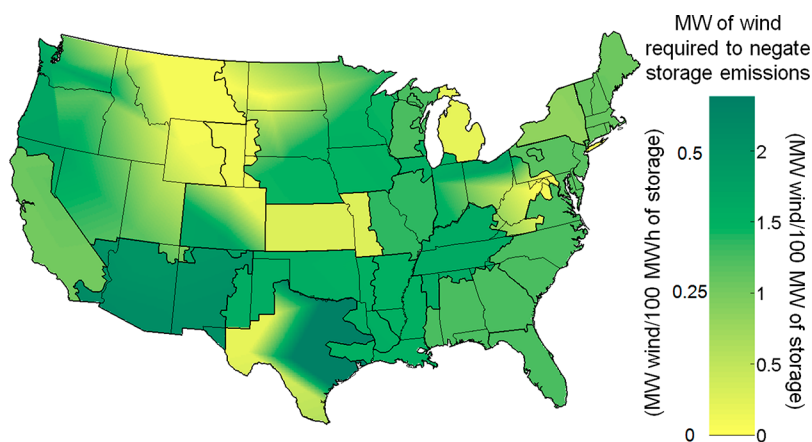 MW of wind
required to negate
storage emissions
(MW wind/100 MWh of storage)
0.5
0.25
0
2
1.5
1
0.5
0
(MW wind/100 MW of storage)